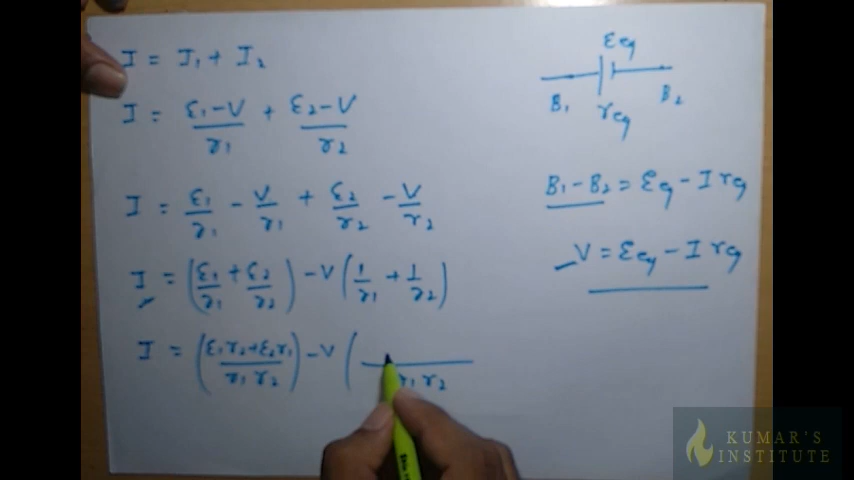 I = I₁ + I₂
I = ε₁-V/r₁ + ε₂-V/r₂
I = ε₁/r₁ - V/r₁ + ε₂/r₂ - V/r₂
I = (ε₁/r₁ + ε₂/r₂) - V (1/r₁ + 1/r₂)
I = (ε₁r₂+ε₂r₁/r₁r₂) - V ( /r₁r₂
εeq
B₁ B₂
req
B₁ - B₂ = εeq - I req
V = εeq - I req
KUMAR'S
INSTITUTE